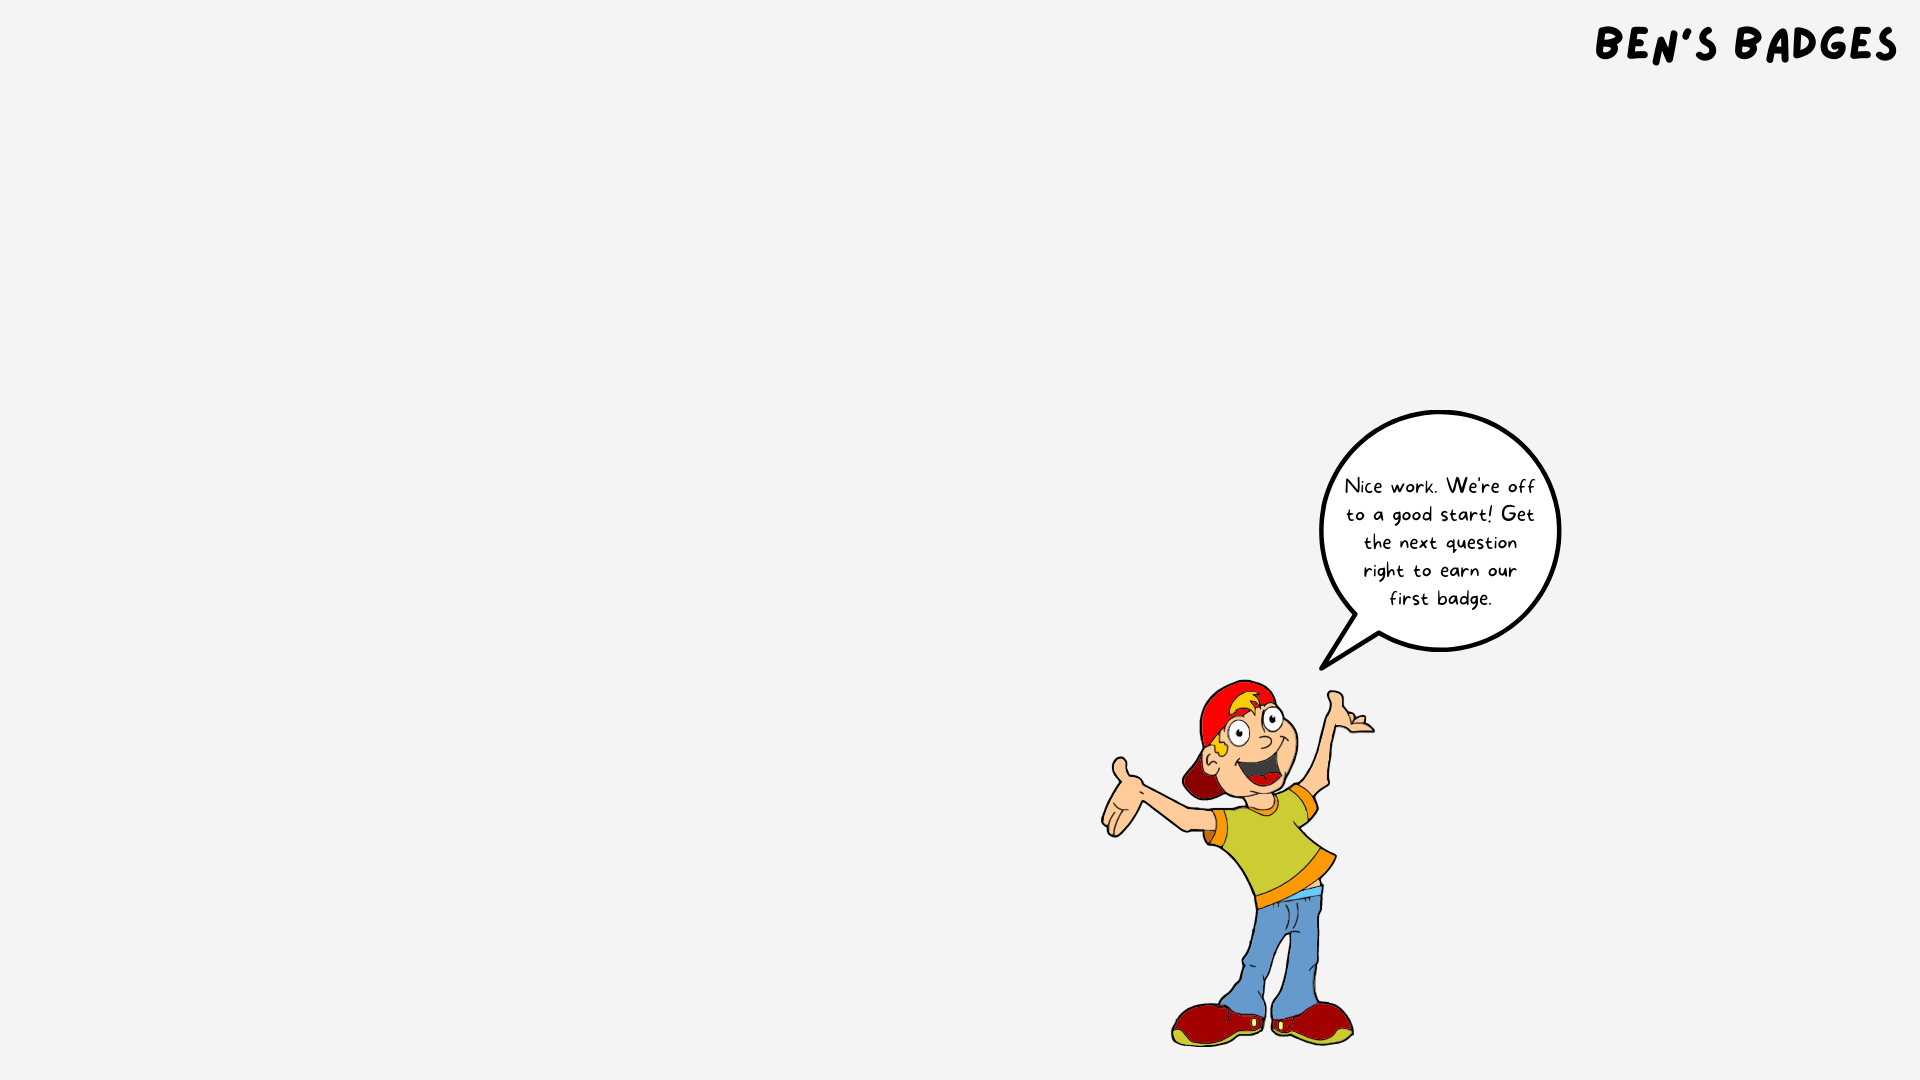 BEN'S BADGES
Nice work. We're off
to a good start! Get
the next question
right to earn our
first badge.